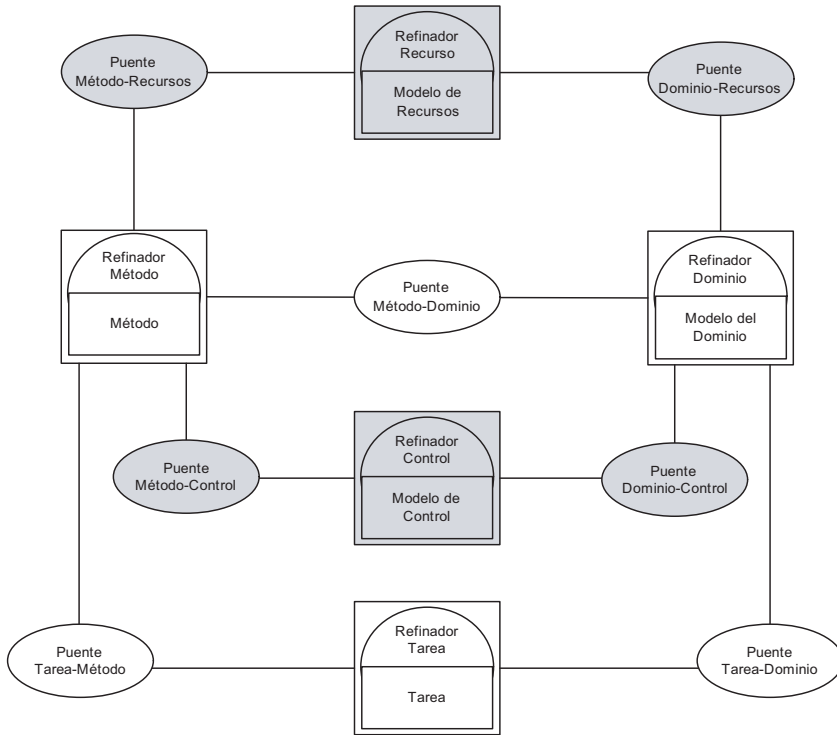 Puente
Método-Recursos
Refinador
Recurso
Modelo de
Recursos
Puente
Dominio-Recursos
Refinador
Método
Método
Puente
Método-Dominio
Refinador
Dominio
Modelo del
Dominio
Puente
Método-Control
Refinador
Control
Modelo de
Control
Puente
Dominio-Control
Puente
Tarea-Método
Refinador
Tarea
Tarea
Puente
Tarea-Dominio